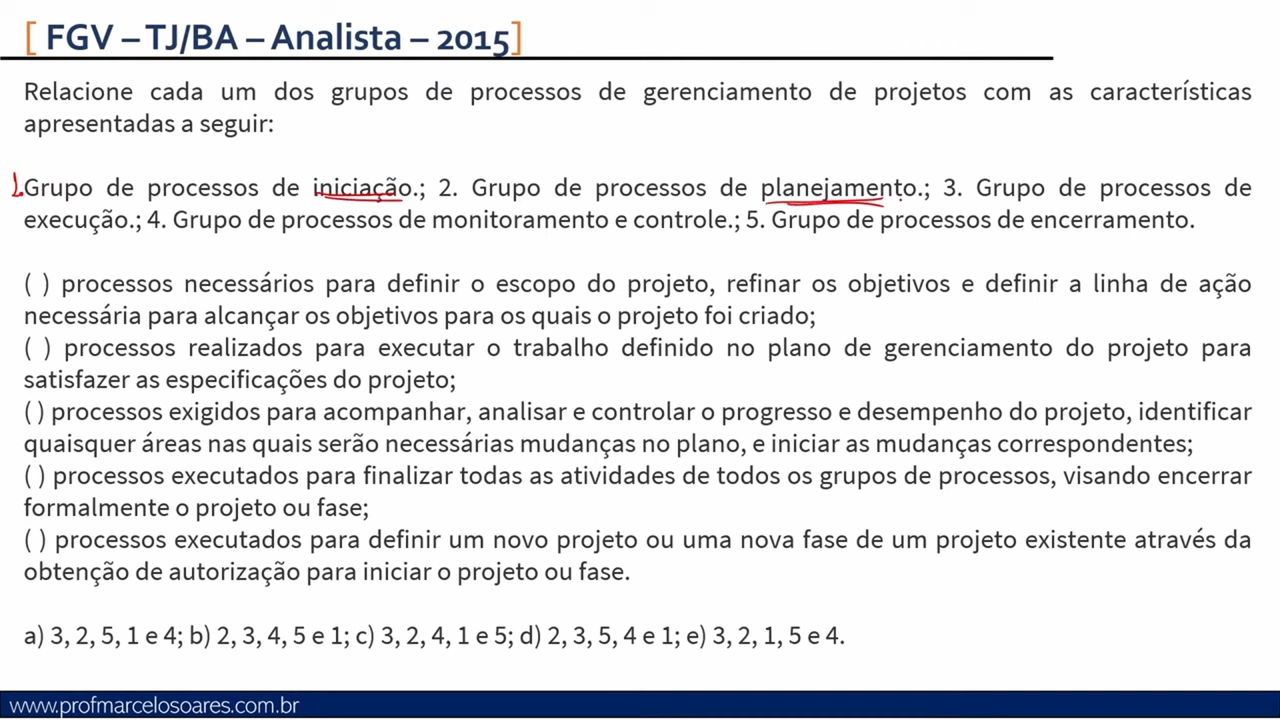 [ FGV – TJ/BA – Analista – 2015]
Relacione cada um dos grupos de processos de gerenciamento de projetos com as características
apresentadas a seguir:
1.Grupo de processos de iniciação.; 2. Grupo de processos de planejamento.; 3. Grupo de processos de
execução.; 4. Grupo de processos de monitoramento e controle.; 5. Grupo de processos de encerramento.
( ) processos necessários para definir o escopo do projeto, refinar os objetivos e definir a linha de ação
necessária para alcançar os objetivos para os quais o projeto foi criado;
( ) processos realizados para executar o trabalho definido no plano de gerenciamento do projeto para
satisfazer as especificações do projeto;
( ) processos exigidos para acompanhar, analisar e controlar o progresso e desempenho do projeto, identificar
quaisquer áreas nas quais serão necessárias mudanças no plano, e iniciar as mudanças correspondentes;
( ) processos executados para finalizar todas as atividades de todos os grupos de processos, visando encerrar
formalmente o projeto ou fase;
( ) processos executados para definir um novo projeto ou uma nova fase de um projeto existente através da
obtenção de autorização para iniciar o projeto ou fase.
a) 3, 2, 5, 1 e 4; b) 2, 3, 4, 5 e 1; c) 3, 2, 4, 1 e 5; d) 2, 3, 5, 4 e 1; e) 3, 2, 1, 5 e 4.
www.profmarcelosoares.com.br